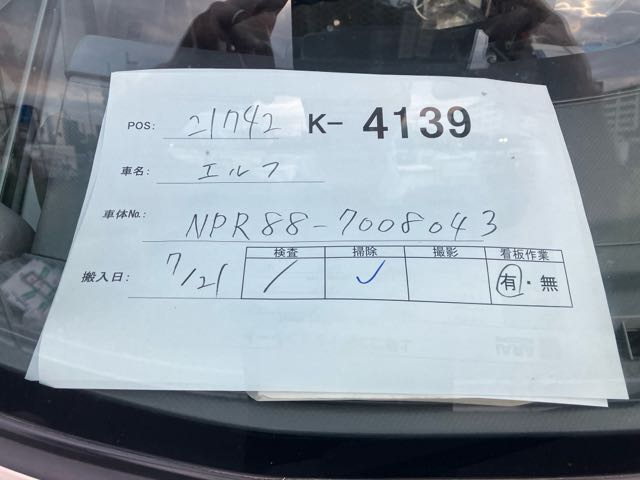 POS: 21742 K- 4139
車名: エルフ
車体No.: NPR88-7008043
検査 掃除 撮影 看板作業
搬入日: 7/21 / ✓ 有・無